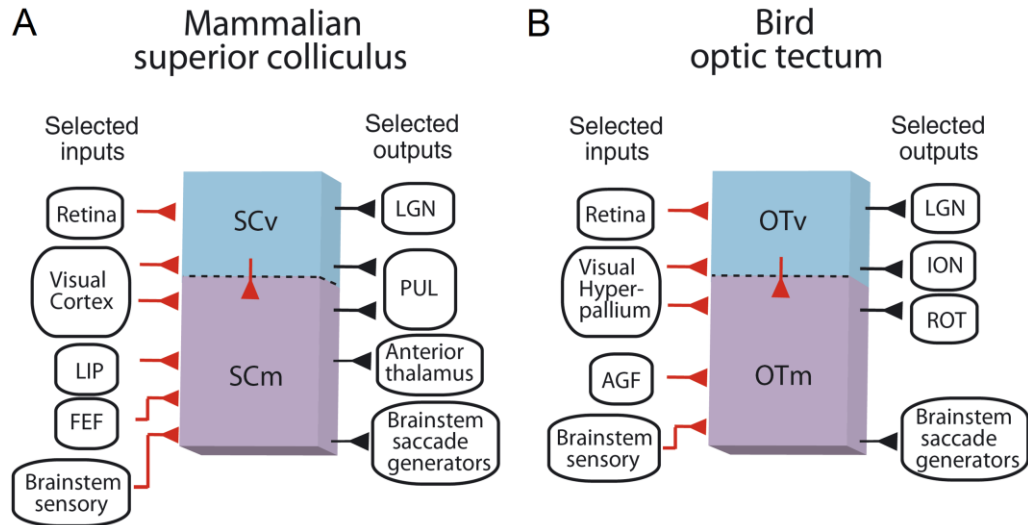 A
Mammalian
superior colliculus
Selected
inputs
Selected
outputs
Retina
Visual
Cortex
LIP
FEF
Brainstem
sensory
SCv
SCm
LGN
PUL
Anterior
thalamus
Brainstem
saccade
generators
B
Bird
optic tectum
Selected
inputs
Selected
outputs
Retina
Visual
Hyper-
pallium
AGF
Brainstem
sensory
OTv
OTm
LGN
ION
ROT
Brainstem
saccade
generators